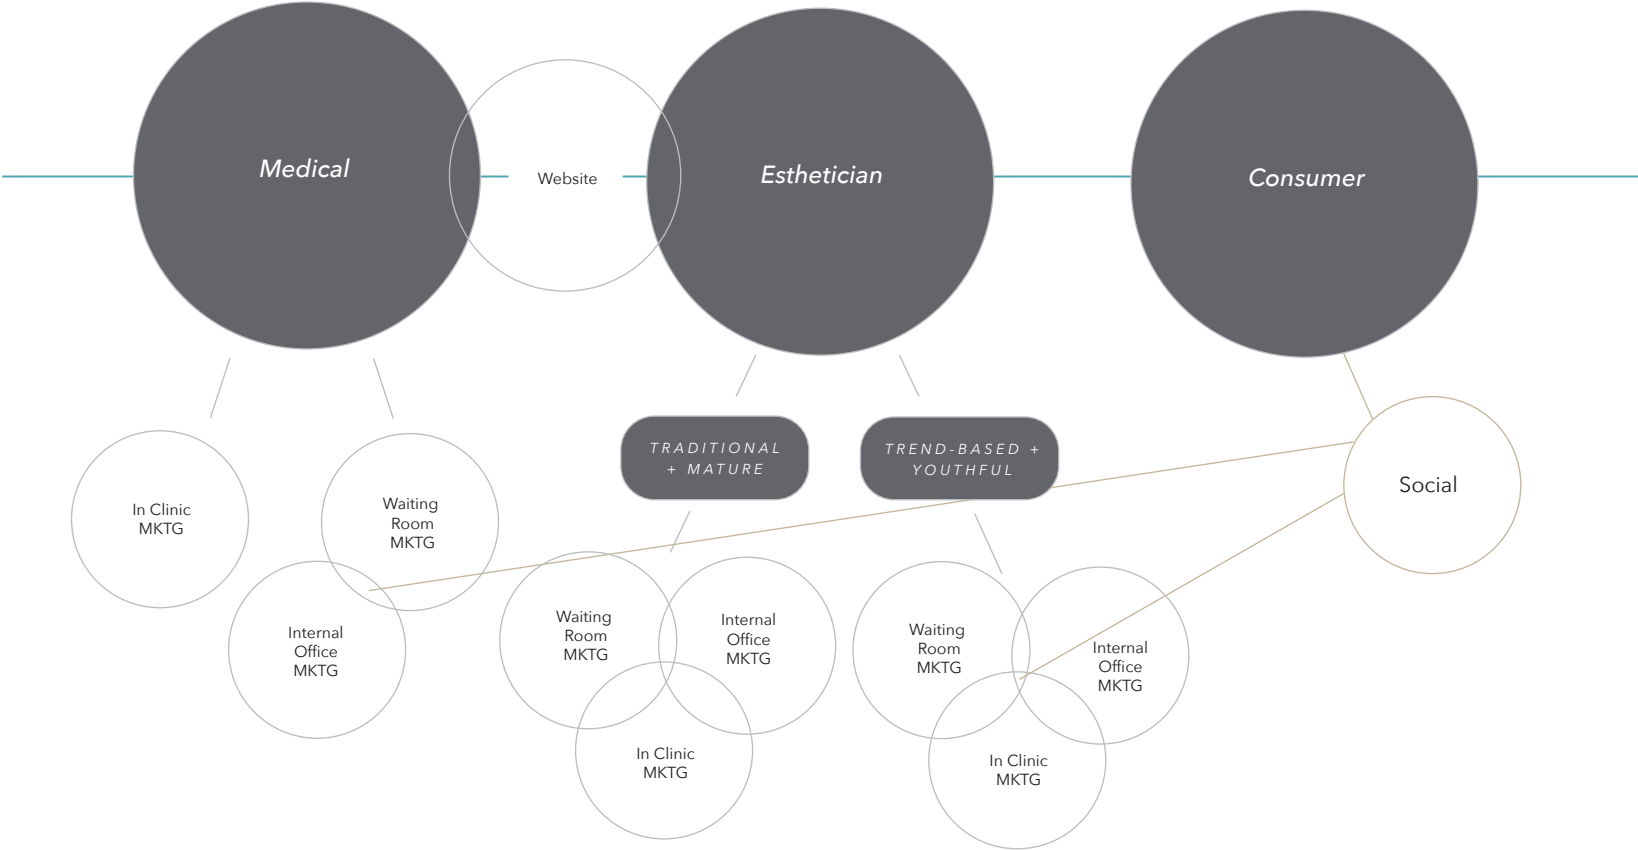 Medical
Website
Esthetician
Consumer
In Clinic
MKTG
Waiting
Room
MKTG
Internal
Office
MKTG
TRADITIONAL
+ MATURE
Waiting
Room
MKTG
Internal
Office
MKTG
In Clinic
MKTG
TREND-BASED +
YOUTHFUL
Waiting
Room
MKTG
Internal
Office
MKTG
In Clinic
MKTG
Social